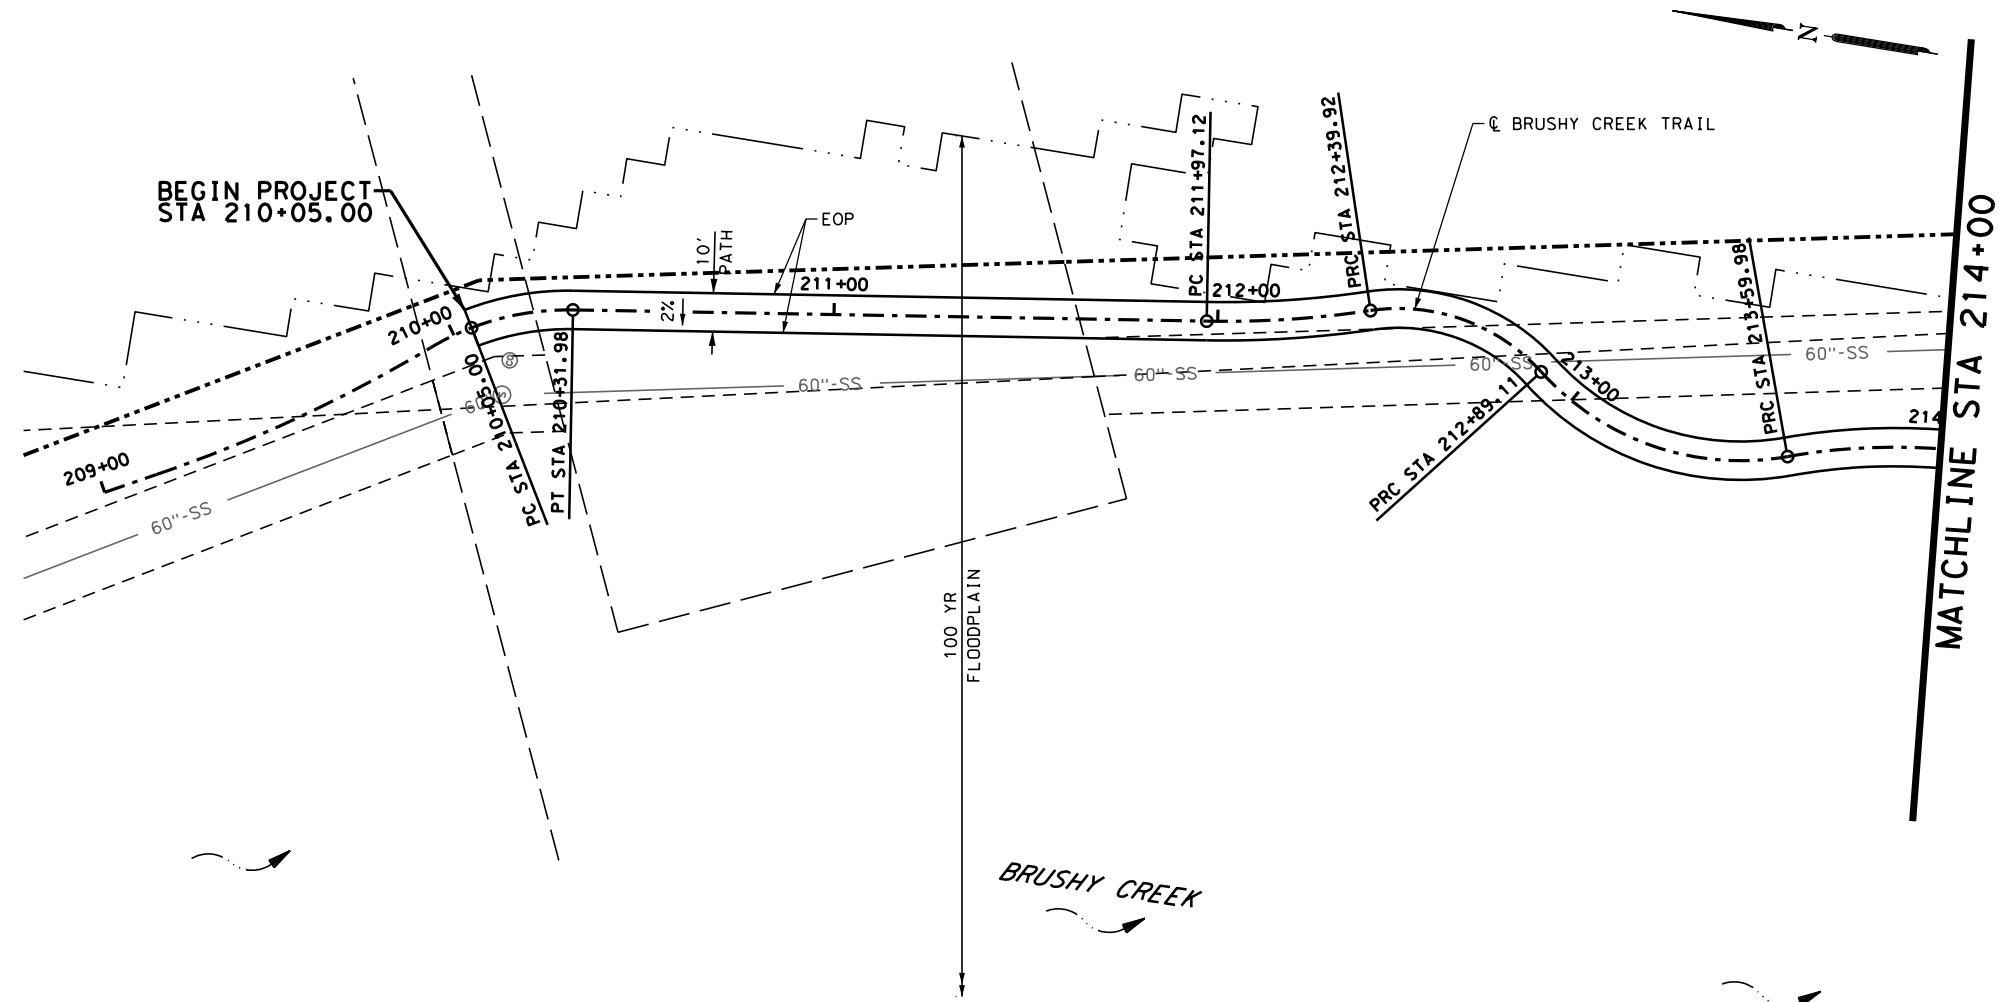 N
℄ BRUSHY CREEK TRAIL
BEGIN PROJECT
STA 210+05.00
EOP
10'
PATH
2%
PC STA 211+97.12
PRC STA 212+39.92
PRC STA 213+59.98
209+00
210+00
211+00
212+00
213+00
214
PC STA 210+05.00
PT STA 210+31.98
PRC STA 212+89.11
60"-SS
60"-SS
60"-SS
60"-SS
60"-SS
MATCHLINE STA 214+00
100 YR
FLOODPLAIN
BRUSHY CREEK